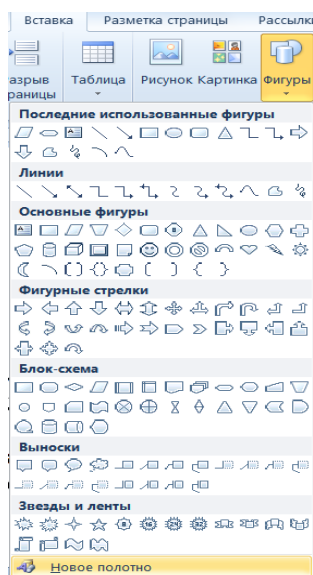 Вставка Разметка страницы Рассылки
азрыв Таблица Рисунок Картинка Фигуры
раницы
Последние использованные фигуры
Линии
Основные фигуры
Фигурные стрелки
Блок-схема
Выноски
Звезды и ленты
Новое полотно